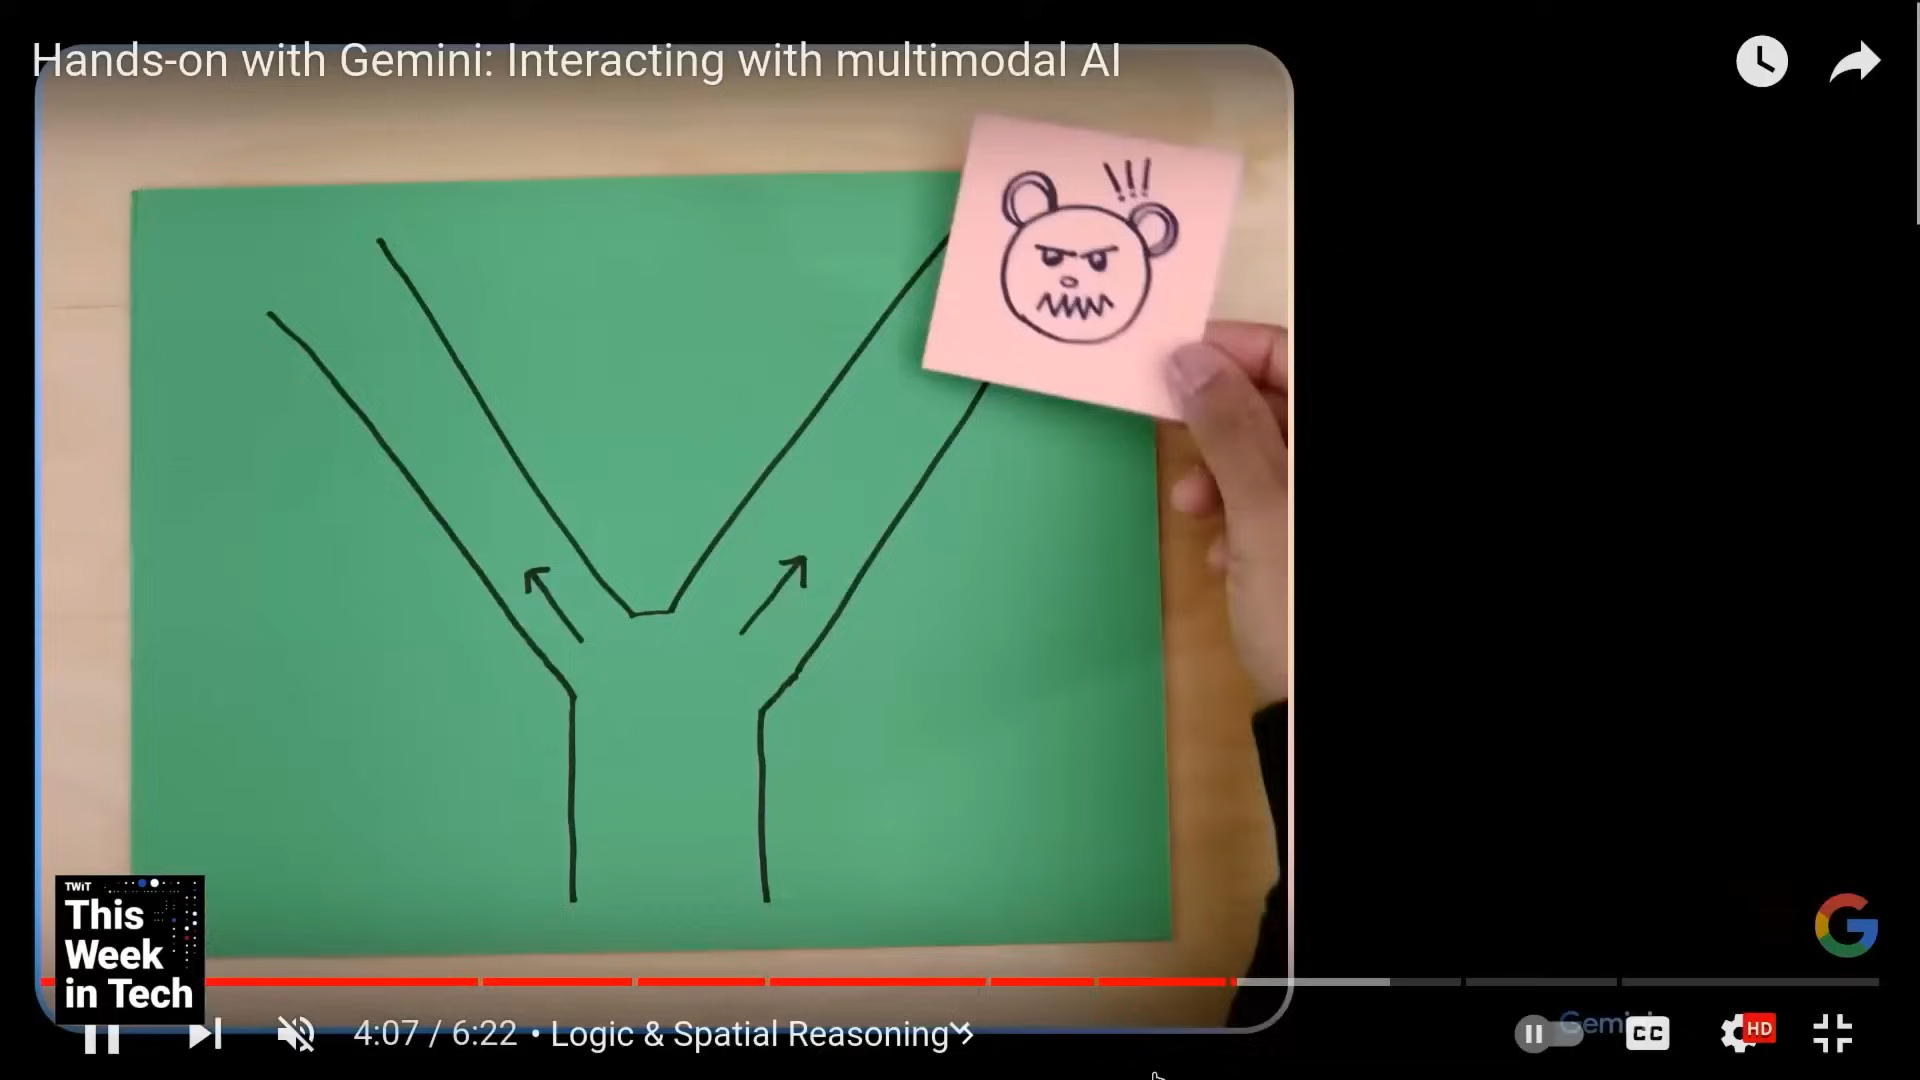 Hands-on with Gemini: Interacting with multimodal AI
!!!
TWiT
This
Week
in Tech
4:07 / 6:22 • Logic & Spatial Reasoning
CC
HD